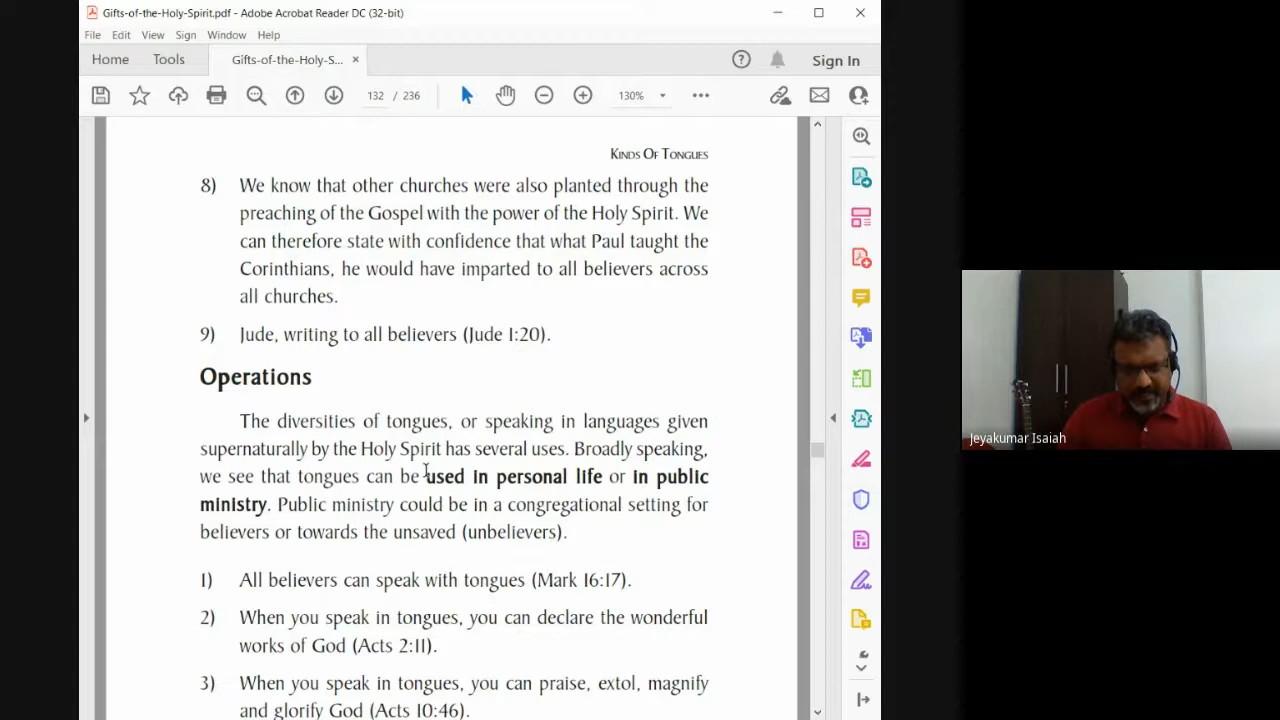 Gifts-of-the-Holy-Spirit.pdf - Adobe Acrobat Reader DC (32-bit)
File Edit View Sign Window Help
Home Tools Gifts-of-the-Holy-S... × Sign In
132 / 236 130%
KINDS OF TONGUES
8) We know that other churches were also planted through the
preaching of the Gospel with the power of the Holy Spirit. We
can therefore state with confidence that what Paul taught the
Corinthians, he would have imparted to all believers across
all churches.
9) Jude, writing to all believers (Jude 1:20).
Operations
The diversities of tongues, or speaking in languages given
supernaturally by the Holy Spirit has several uses. Broadly speaking,
we see that tongues can be used in personal life or in public
ministry. Public ministry could be in a congregational setting for
believers or towards the unsaved (unbelievers).
1) All believers can speak with tongues (Mark 16:17).
2) When you speak in tongues, you can declare the wonderful
works of God (Acts 2:11).
3) When you speak in tongues, you can praise, extol, magnify
and glorify God (Acts 10:46).
Jeyakumar Isaiah